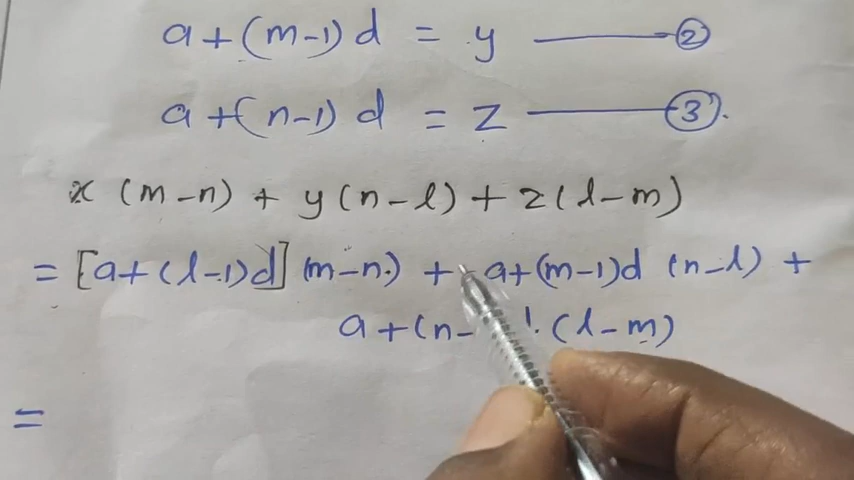 a + (m-1) d = y ——— ②
a + (n-1) d = z ——— ③.
x (m-n) + y (n-l) + z (l-m)
= [a + (l-1)d] (m-n) + a + (m-1)d (n-l) +
a + (n- (l-m)
=